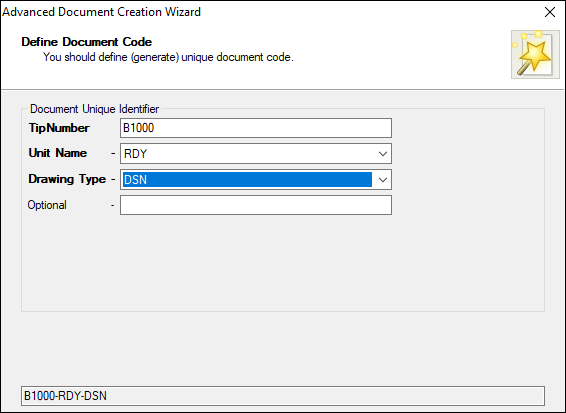 Advanced Document Creation Wizard
Define Document Code
You should define (generate) unique document code.
Document Unique Identifier
TipNumber B1000
Unit Name - RDY
Drawing Type - DSN
Optional -
B1000-RDY-DSN